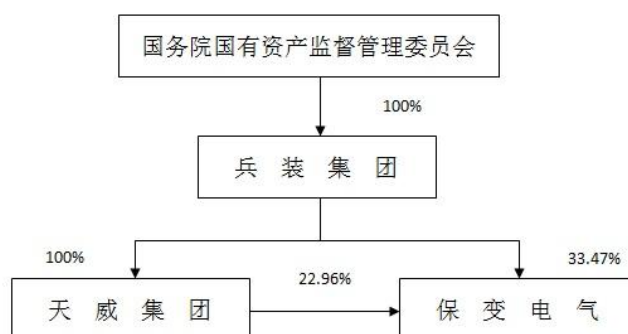 国务院国有资产监督管理委员会
100%
兵 装 集 团
100%
22.96%
33.47%
天 威 集 团
保 变 电 气